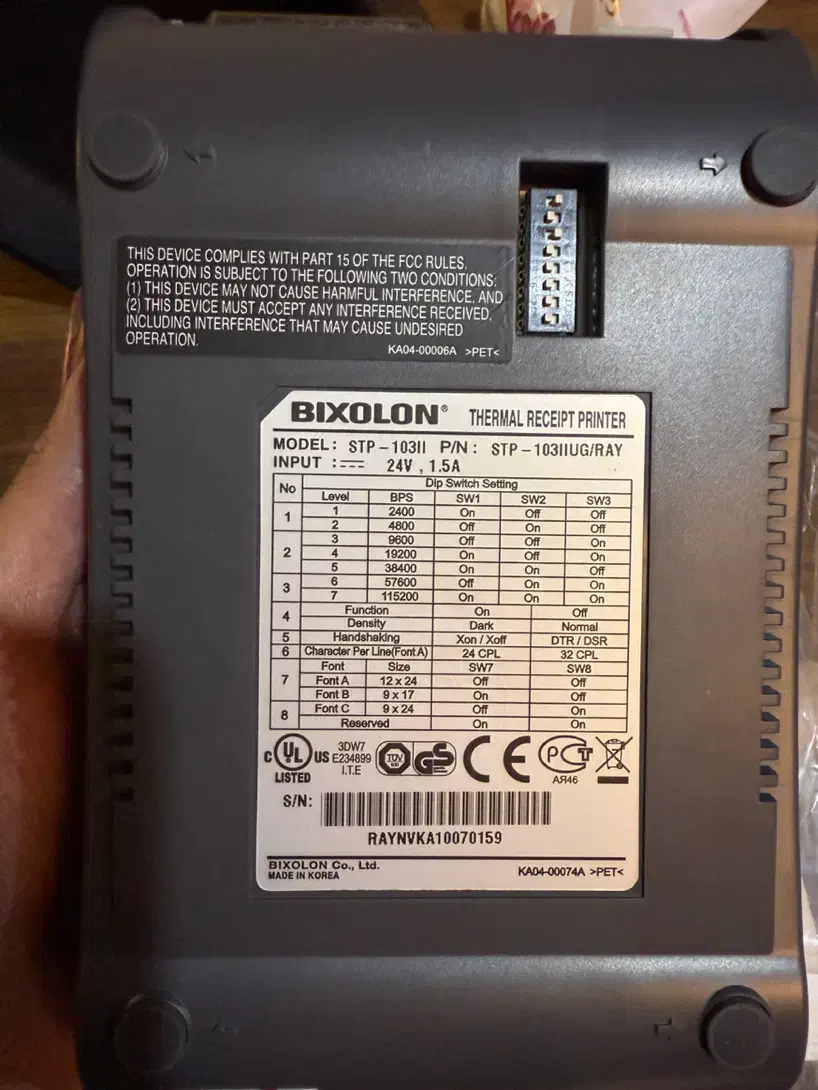 THIS DEVICE COMPLIES WITH PART 15 OF THE FCC RULES.
OPERATION IS SUBJECT TO THE FOLLOWING TWO CONDITIONS:
(1) THIS DEVICE MAY NOT CAUSE HARMFUL INTERFERENCE, AND
(2) THIS DEVICE MUST ACCEPT ANY INTERFERENCE RECEIVED,
INCLUDING INTERFERENCE THAT MAY CAUSE UNDESIRED
OPERATION.
KA04-00006A >PET<
BIXOLON® THERMAL RECEIPT PRINTER
MODEL: STP-103II P/N: STP-103IIUG/RAY
INPUT : 24V , 1.5A
No Dip Switch Setting
Level BPS SW1 SW2 SW3
1 1 2400 On Off Off
2 4800 Off On Off
2 3 9600 Off Off On
4 19200 On Off On
5 38400 On On Off
3 6 57600 Off On On
7 115200 On On On
4 Function On Off
Density Dark Normal
5 Handshaking Xon / Xoff DTR / DSR
6 Character Per Line(Font A) 24 CPL 32 CPL
7 Font Size SW7 SW8
Font A 12 x 24 Off Off
Font B 9 x 17 On Off
8 Font C 9 x 24 Off On
Reserved On On
C UL US LISTED
3DW7
E234899
I.T.E
TÜV GS CE PCT
АЯ46
S/N:
RAYNVKA10070159
BIXOLON Co., Ltd.
MADE IN KOREA
KA04-00074A >PET<